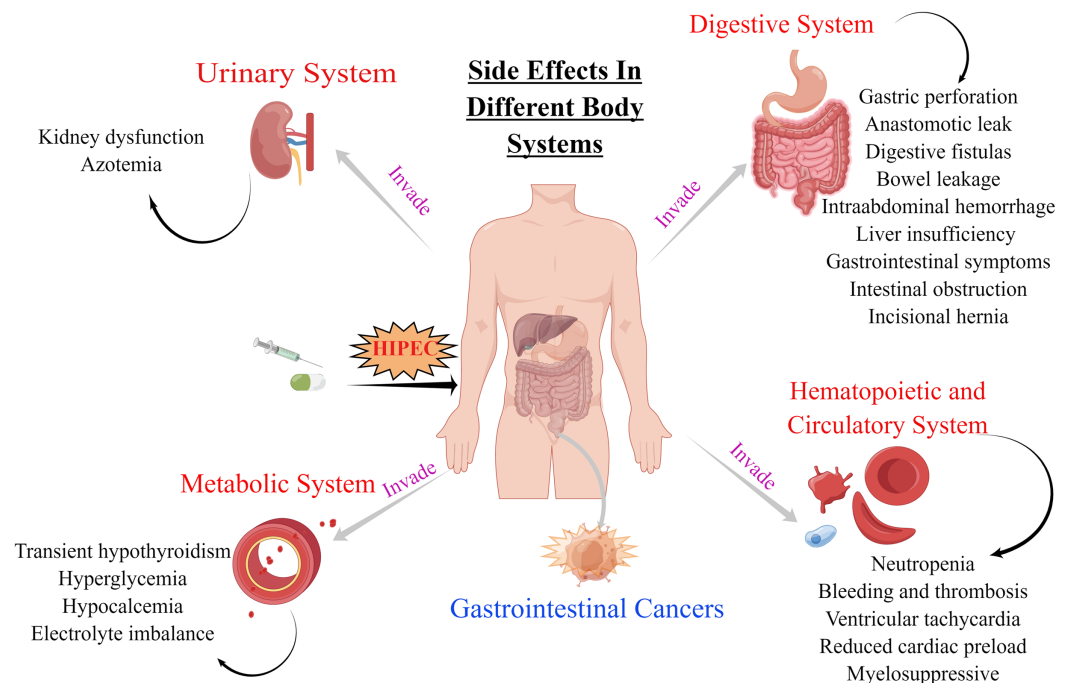 Side Effects In
Different Body
Systems
Urinary System
Kidney dysfunction
Azotemia
Invade
Digestive System
Gastric perforation
Anastomotic leak
Digestive fistulas
Bowel leakage
Intraabdominal hemorrhage
Liver insufficiency
Gastrointestinal symptoms
Intestinal obstruction
Incisional hernia
Invade
HIPEC
Metabolic System
Invade
Transient hypothyroidism
Hyperglycemia
Hypocalcemia
Electrolyte imbalance
Gastrointestinal Cancers
Hematopoietic and
Circulatory System
Invade
Neutropenia
Bleeding and thrombosis
Ventricular tachycardia
Reduced cardiac preload
Myelosuppressive